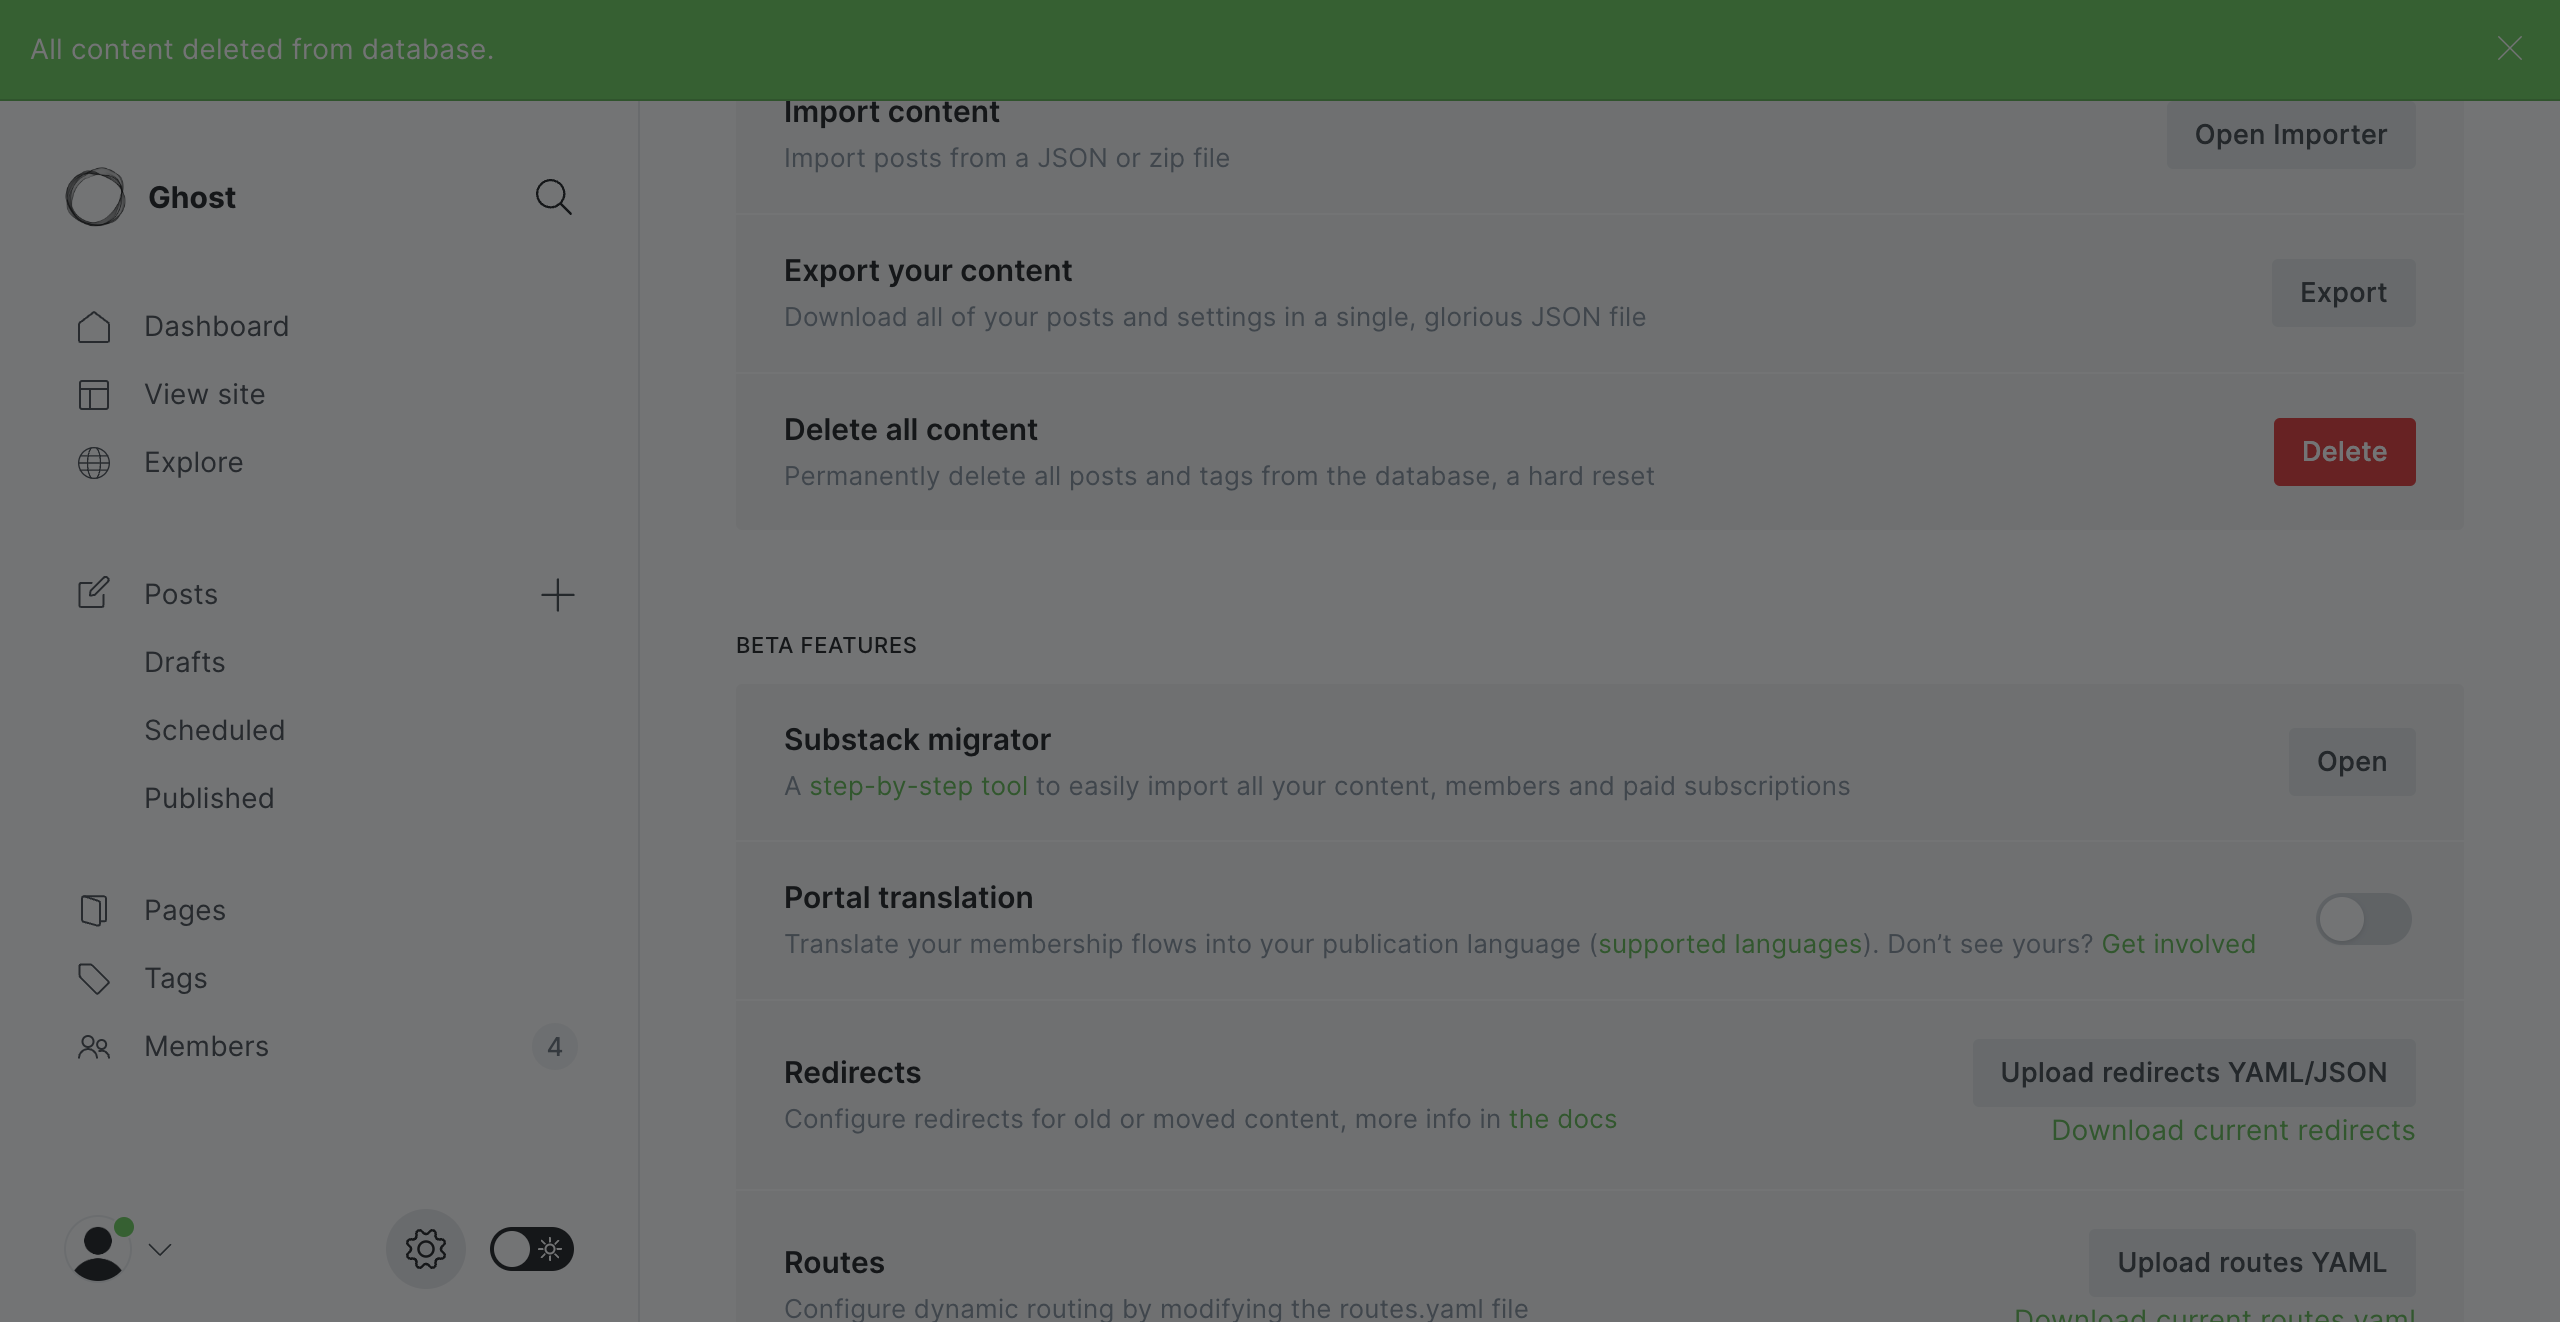 All content deleted from database.
Ghost
Dashboard
View site
Explore
Posts
Drafts
Scheduled
Published
Pages
Tags
Members
4
Import content
Import posts from a JSON or zip file
Open Importer
Export your content
Download all of your posts and settings in a single, glorious JSON file
Export
Delete all content
Permanently delete all posts and tags from the database, a hard reset
Delete
BETA FEATURES
Substack migrator
A step-by-step tool to easily import all your content, members and paid subscriptions
Open
Portal translation
Translate your membership flows into your publication language (supported languages). Don’t see yours? Get involved
Redirects
Configure redirects for old or moved content, more info in the docs
Upload redirects YAML/JSON
Download current redirects
Routes
Configure dynamic routing by modifying the routes.yaml file
Upload routes YAML
Download current routes.yaml